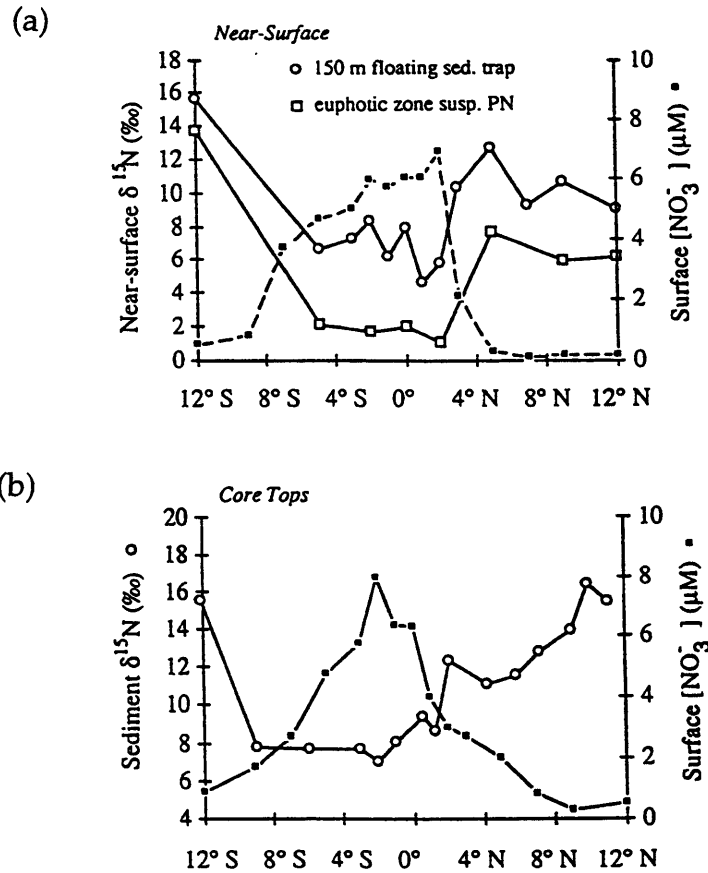 (a)
Near-Surface
150 m floating sed. trap
euphotic zone susp. PN
Near-surface δ 15N (‰)
18
16
14
12
10
8
6
4
2
0
10
8
6
4
2
0
Surface [NO3-] (μM)
12° S 8° S 4° S 0° 4° N 8° N 12° N
(b)
Core Tops
Sediment δ15N (‰)
20
18
16
14
12
10
8
6
4
10
8
6
4
2
0
Surface [NO3-] (μM)
12° S 8° S 4° S 0° 4° N 8° N 12° N